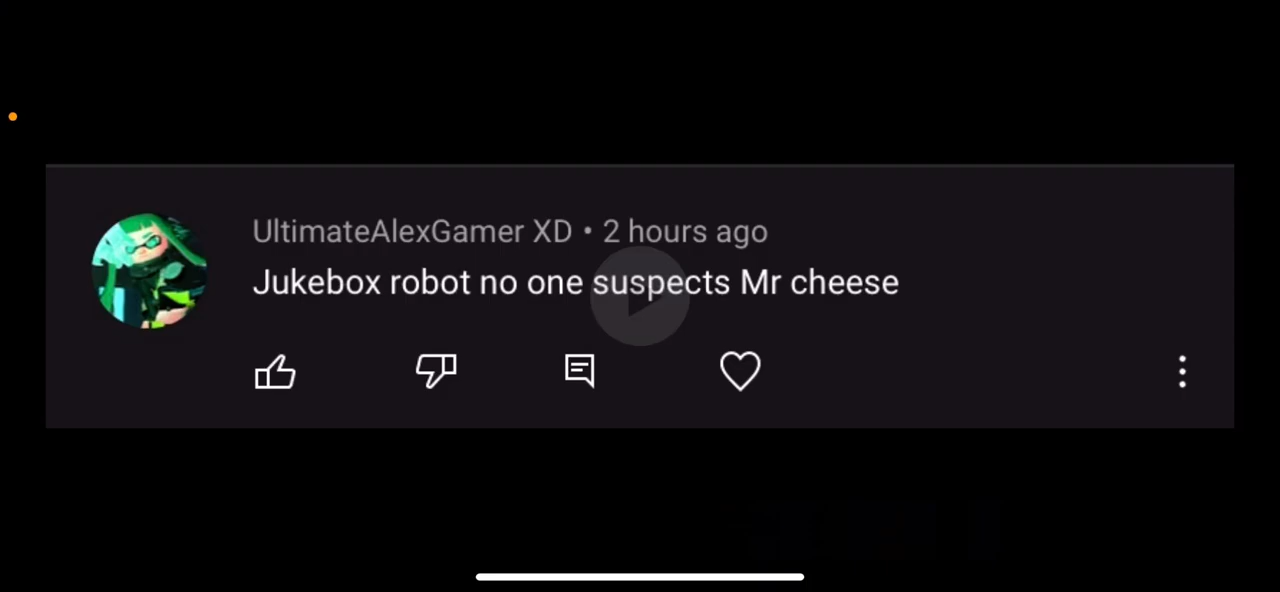 UltimateAlexGamer XD • 2 hours ago
Jukebox robot no one suspects Mr cheese